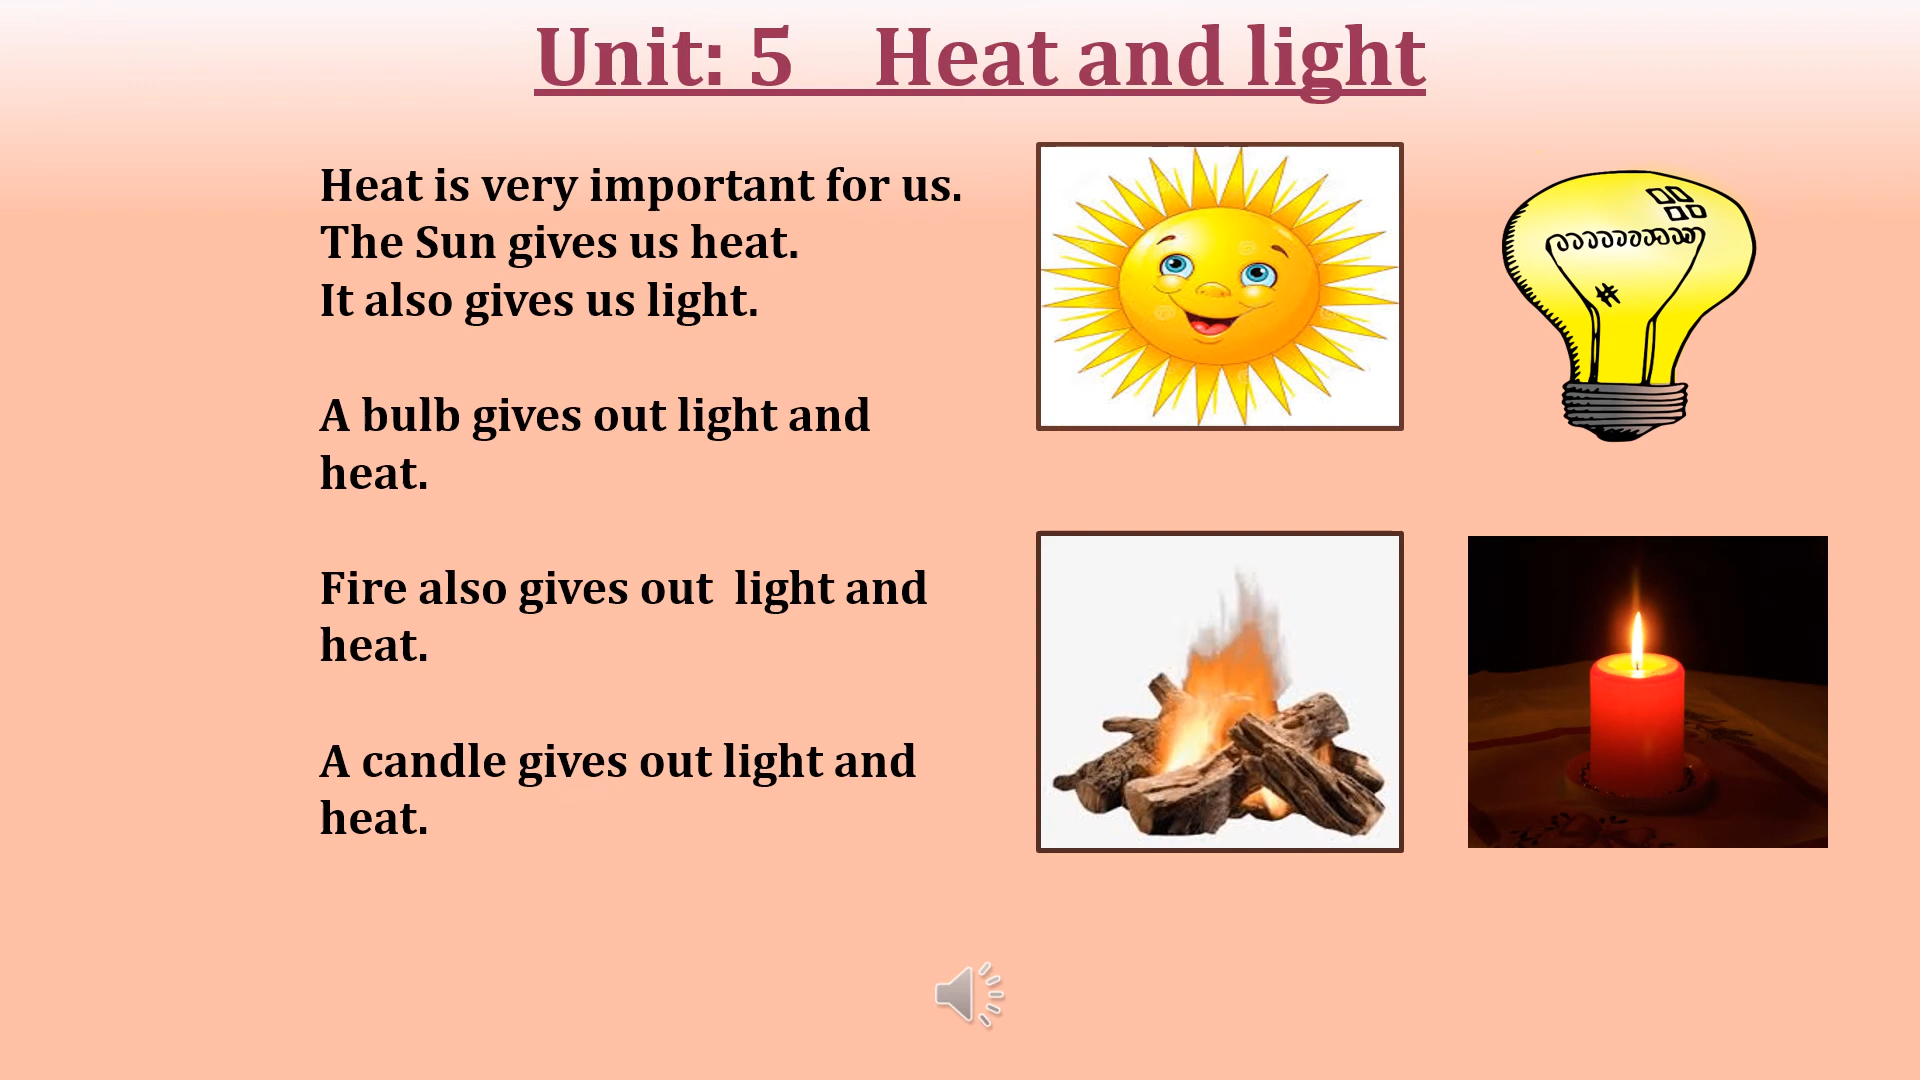 Unit: 5 Heat and light
Heat is very important for us.
The Sun gives us heat.
It also gives us light.
A bulb gives out light and
heat.
Fire also gives out light and
heat.
A candle gives out light and
heat.